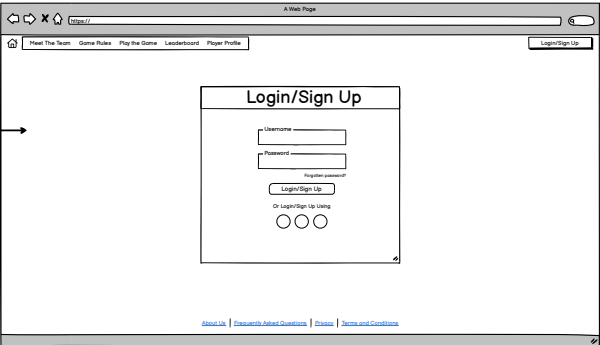 A Web Page
https://
Meet The Team Game Rules Play the Game Leaderboard Player Profile
Login/Sign Up
Login/Sign Up
Username
Password
Forgotten password?
Login/Sign Up
Or Login/Sign Up Using
About Us Frequently Asked Questions Privacy Terms and Conditions